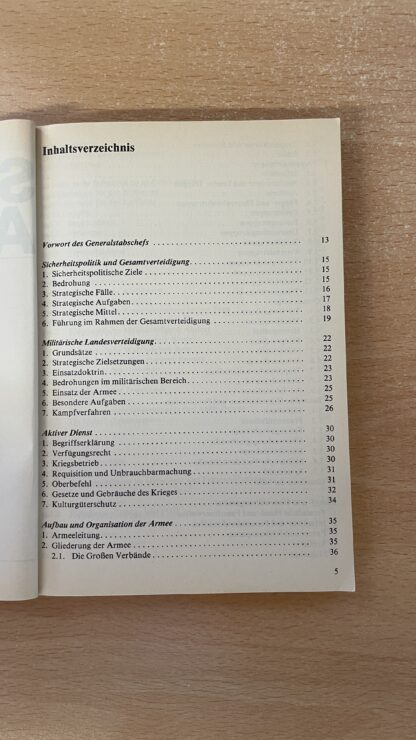 Inhaltsverzeichnis
Vorwort des Generalstabschefs 13
Sicherheitspolitik und Gesamtverteidigung 15
1. Sicherheitspolitische Ziele 15
2. Bedrohung 15
3. Strategische Fälle 16
4. Strategische Aufgaben 17
5. Strategische Mittel 18
6. Führung im Rahmen der Gesamtverteidigung 19
Militärische Landesverteidigung 22
1. Grundsätze 22
2. Strategische Zielsetzungen 22
3. Einsatzdoktrin 23
4. Bedrohungen im militärischen Bereich 23
5. Einsatz der Armee 25
6. Besondere Aufgaben 25
7. Kampfverfahren 26
Aktiver Dienst 30
1. Begriffserklärung 30
2. Verfügungsrecht 30
3. Kriegsbetrieb 30
4. Requisition und Unbrauchbarmachung 31
5. Oberbefehl 31
6. Gesetze und Gebräuche des Krieges 32
7. Kulturgüterschutz 34
Aufbau und Organisation der Armee 35
1. Armeeleitung 35
2. Gliederung der Armee 35
2.1. Die Großen Verbände 36
5